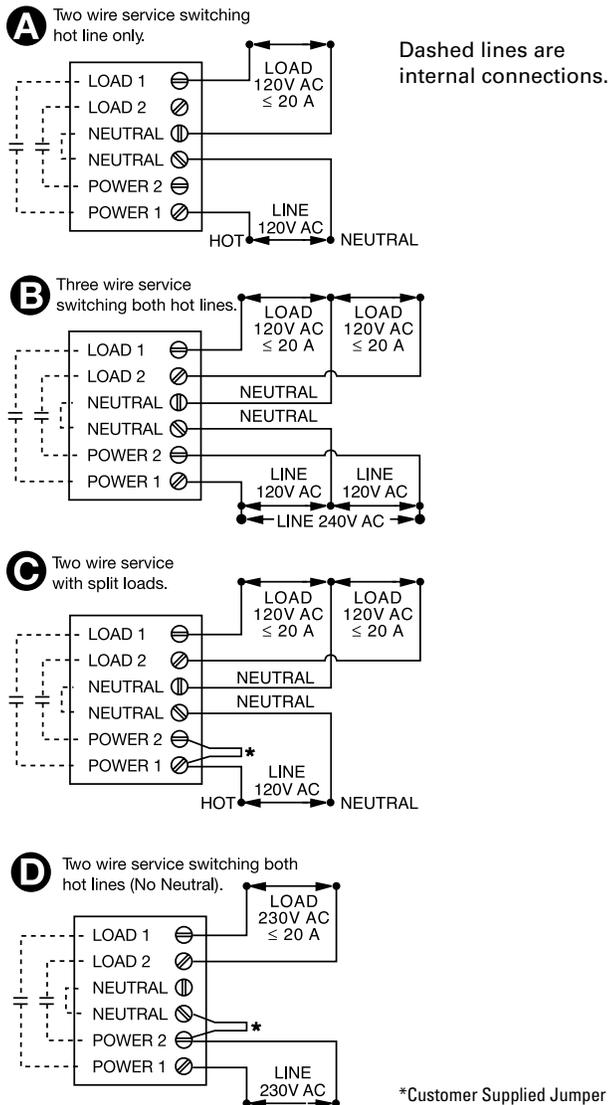 A Two wire service switching
hot line only.
Dashed lines are
internal connections.
LOAD 1
LOAD 2
NEUTRAL
NEUTRAL
POWER 2
POWER 1
LOAD
120V AC
≤ 20 A
LINE
120V AC
HOT
NEUTRAL
B Three wire service
switching both hot lines.
LOAD 1
LOAD 2
NEUTRAL
NEUTRAL
POWER 2
POWER 1
LOAD
120V AC
≤ 20 A
LOAD
120V AC
≤ 20 A
NEUTRAL
NEUTRAL
LINE
120V AC
LINE
120V AC
LINE 240V AC
C Two wire service
with split loads.
LOAD 1
LOAD 2
NEUTRAL
NEUTRAL
POWER 2
POWER 1
LOAD
120V AC
≤ 20 A
LOAD
120V AC
≤ 20 A
NEUTRAL
NEUTRAL
*
LINE
120V AC
HOT
NEUTRAL
D Two wire service switching both
hot lines (No Neutral).
LOAD 1
LOAD 2
NEUTRAL
NEUTRAL
POWER 2
POWER 1
LOAD
230V AC
≤ 20 A
*
LINE
230V AC
*Customer Supplied Jumper